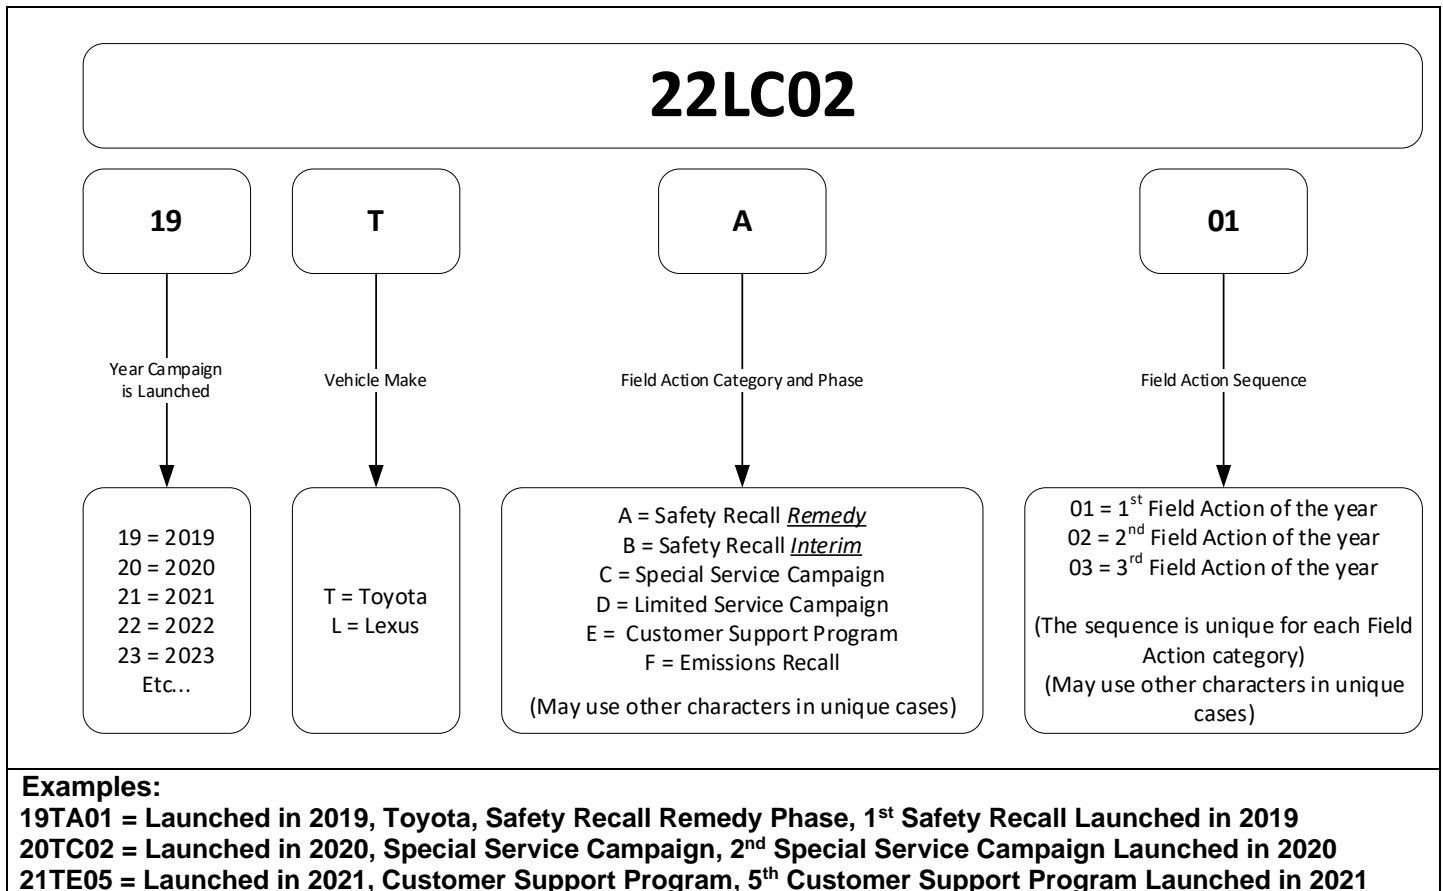 22LC02
19
T
A
01
Year Campaign
is Launched
Vehicle Make
Field Action Category and Phase
Field Action Sequence
19 = 2019
20 = 2020
21 = 2021
22 = 2022
23 = 2023
Etc...
T = Toyota
L = Lexus
A = Safety Recall Remedy
B = Safety Recall Interim
C = Special Service Campaign
D = Limited Service Campaign
E =  Customer Support Program
F = Emissions Recall
(May use other characters in unique cases)
01 = 1st Field Action of the year
02 = 2nd Field Action of the year
03 = 3rd Field Action of the year
(The sequence is unique for each Field
Action category)
(May use other characters in unique
cases)
Examples:
19TA01 = Launched in 2019, Toyota, Safety Recall Remedy Phase, 1st Safety Recall Launched in 2019
20TC02 = Launched in 2020, Special Service Campaign, 2nd Special Service Campaign Launched in 2020
21TE05 = Launched in 2021, Customer Support Program, 5th Customer Support Program Launched in 2021